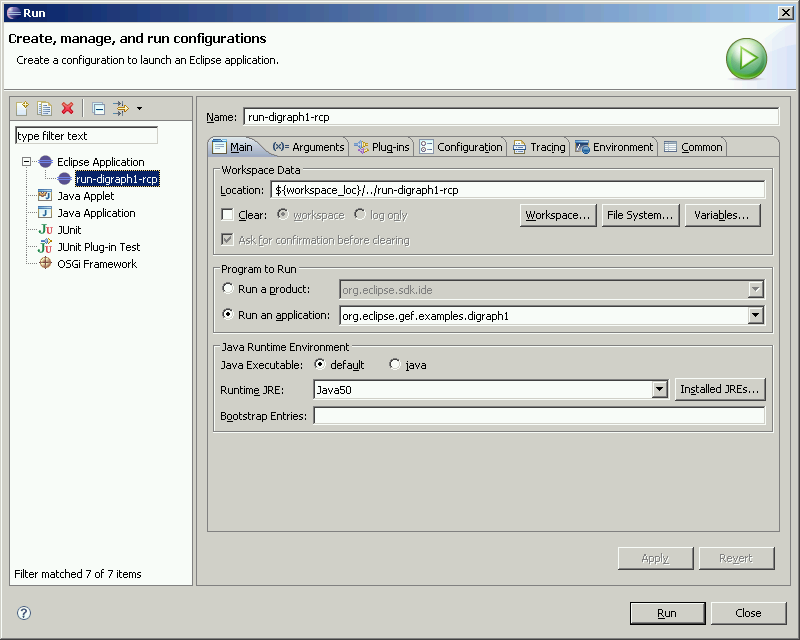 Run
Create, manage, and run configurations
Create a configuration to launch an Eclipse application.
type filter text
Eclipse Application
run-digraph1-rcp
Java Applet
Java Application
JUnit
JUnit Plug-in Test
OSGi Framework
Filter matched 7 of 7 items
Name: run-digraph1-rcp
Main (x)= Arguments Plug-ins Configuration Tracing Environment Common
Workspace Data
Location: ${workspace_loc}/../run-digraph1-rcp
Clear: workspace log only Workspace... File System... Variables...
Ask for confirmation before clearing
Program to Run
Run a product: org.eclipse.sdk.ide
Run an application: org.eclipse.gef.examples.digraph1
Java Runtime Environment
Java Executable: default java
Runtime JRE: Java50 Installed JREs...
Bootstrap Entries:
Apply Revert
? Run Close